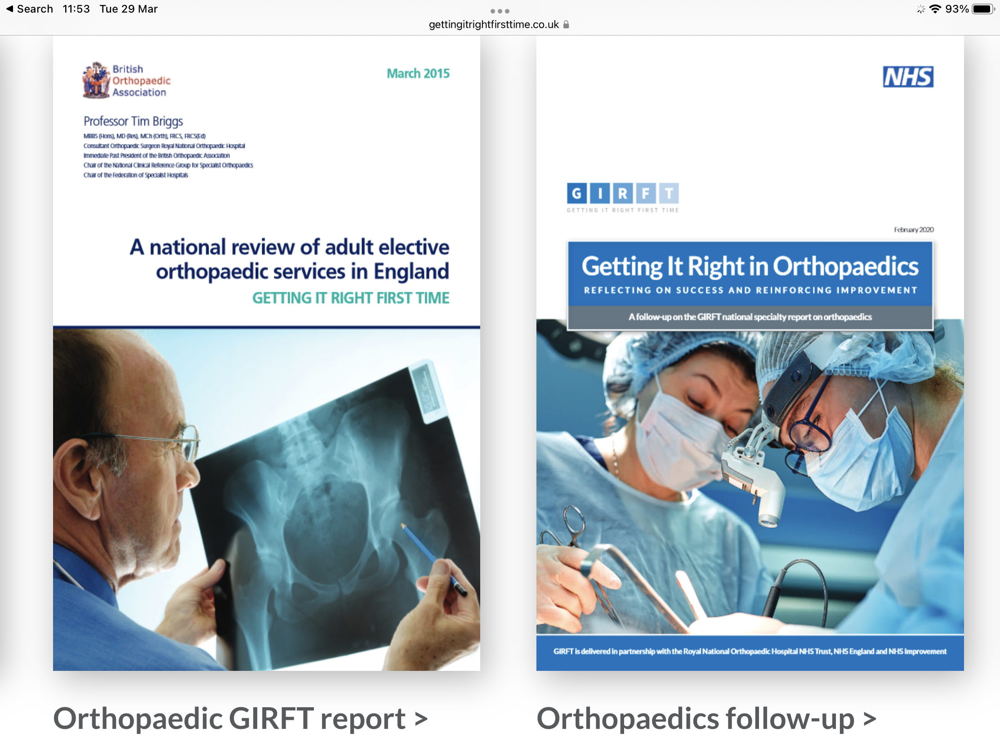 Search 11:53 Tue 29 Mar
93%
gettingitrightfirsttime.co.uk
British
Orthopaedic
Association
March 2015
Professor Tim Briggs
MBBS (Hons), MD (Res), MCh (Orth), FRCS, FRCS(Ed)
Consultant Orthopaedic Surgeon Royal National Orthopaedic Hospital
Immediate Past President of the British Orthopaedic Association
Chair of the National Clinical Reference Group for Specialist Orthopaedics
Chair of the Federation of Specialist Hospitals
A national review of adult elective
orthopaedic services in England
GETTING IT RIGHT FIRST TIME
Orthopaedic GIRFT report >
NHS
G I R F T
GETTING IT RIGHT FIRST TIME
February 2020
Getting It Right in Orthopaedics
REFLECTING ON SUCCESS AND REINFORCING IMPROVEMENT
A follow-up on the GIRFT national specialty report on orthopaedics
GIRFT is delivered in partnership with the Royal National Orthopaedic Hospital NHS Trust, NHS England and NHS Improvement
Orthopaedics follow-up >